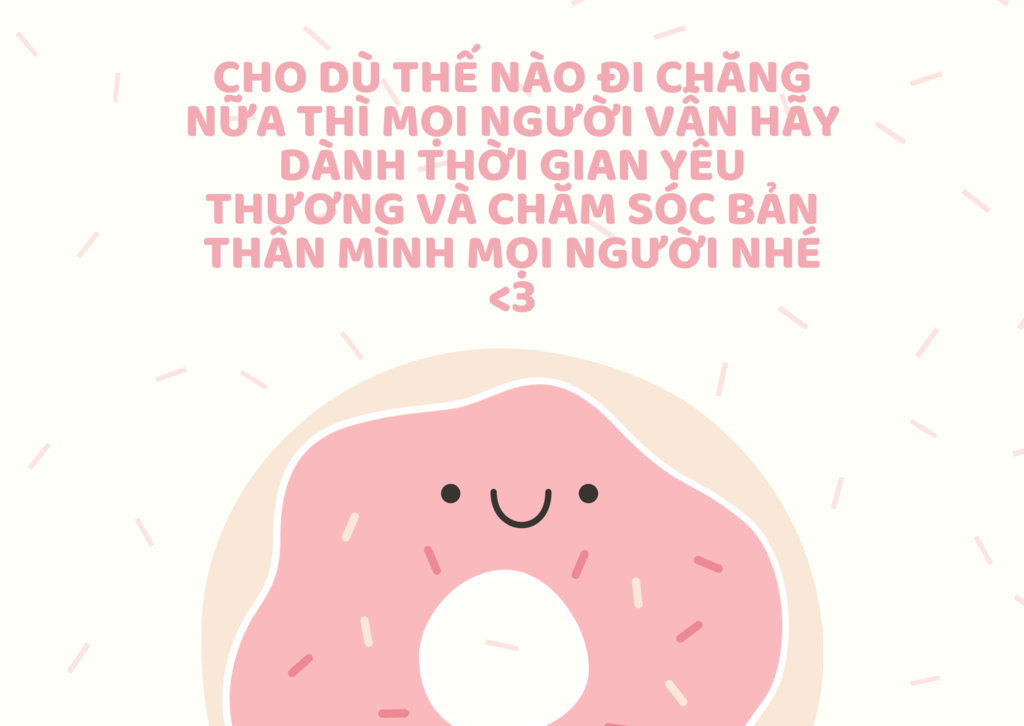 CHO DÙ THẾ NÀO ĐI CHĂNG
NỮA THÌ MỌI NGƯỜI VẪN HÃY
DÀNH THỜI GIAN YÊU
THƯƠNG VÀ CHĂM SÓC BẢN
THÂN MÌNH MỌI NGƯỜI NHÉ
<3